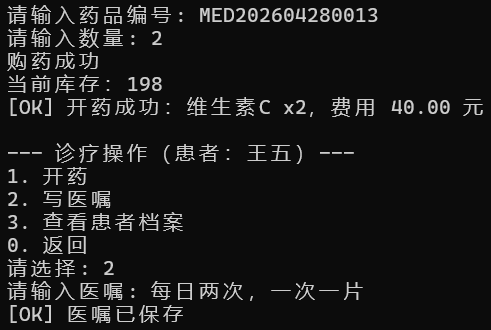 请输入药品编号: MED202604280013
请输入数量: 2
购药成功
当前库存: 198
[OK] 开药成功: 维生素C x2, 费用 40.00 元
--- 诊疗操作 (患者: 王五) ---
1. 开药
2. 写医嘱
3. 查看患者档案
0. 返回
请选择: 2
请输入医嘱: 每日两次，一次一片
[OK] 医嘱已保存